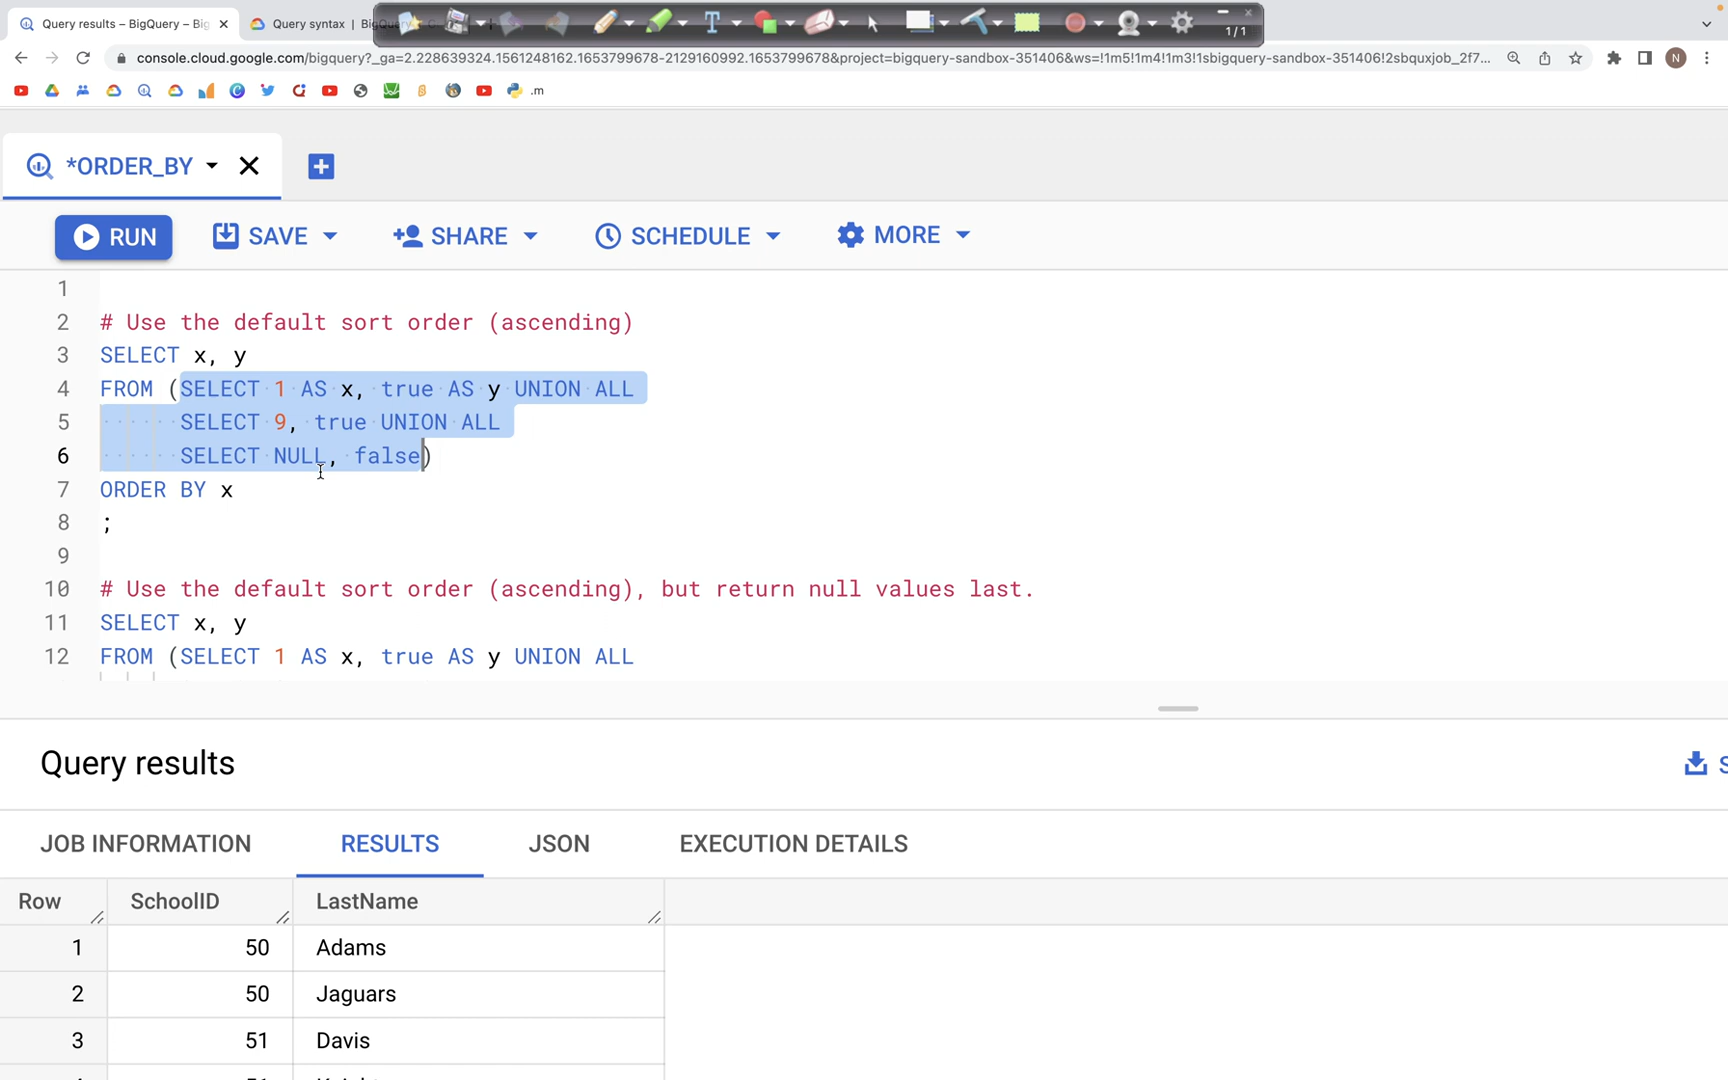 Query results – BigQuery – Big
Query syntax | BigQuery
1/1
console.cloud.google.com/bigquery?_ga=2.228639324.1561248162.1653799678-2129160992.1653799678&project=bigquery-sandbox-351406&ws=!1m5!1m4!1m3!1sbigquery-sandbox-351406!2sbquxjob_2f7...
N
.m
*ORDER_BY
RUN SAVE SHARE SCHEDULE MORE
1
2 # Use the default sort order (ascending)
3 SELECT x, y
4 FROM (SELECT 1 AS x, true AS y UNION ALL
5 SELECT 9, true UNION ALL
6 SELECT NULL, false)
7 ORDER BY x
8 ;
9
10 # Use the default sort order (ascending), but return null values last.
11 SELECT x, y
12 FROM (SELECT 1 AS x, true AS y UNION ALL
Query results
S
JOB INFORMATION RESULTS JSON EXECUTION DETAILS
Row SchoolID LastName
1 50 Adams
2 50 Jaguars
3 51 Davis